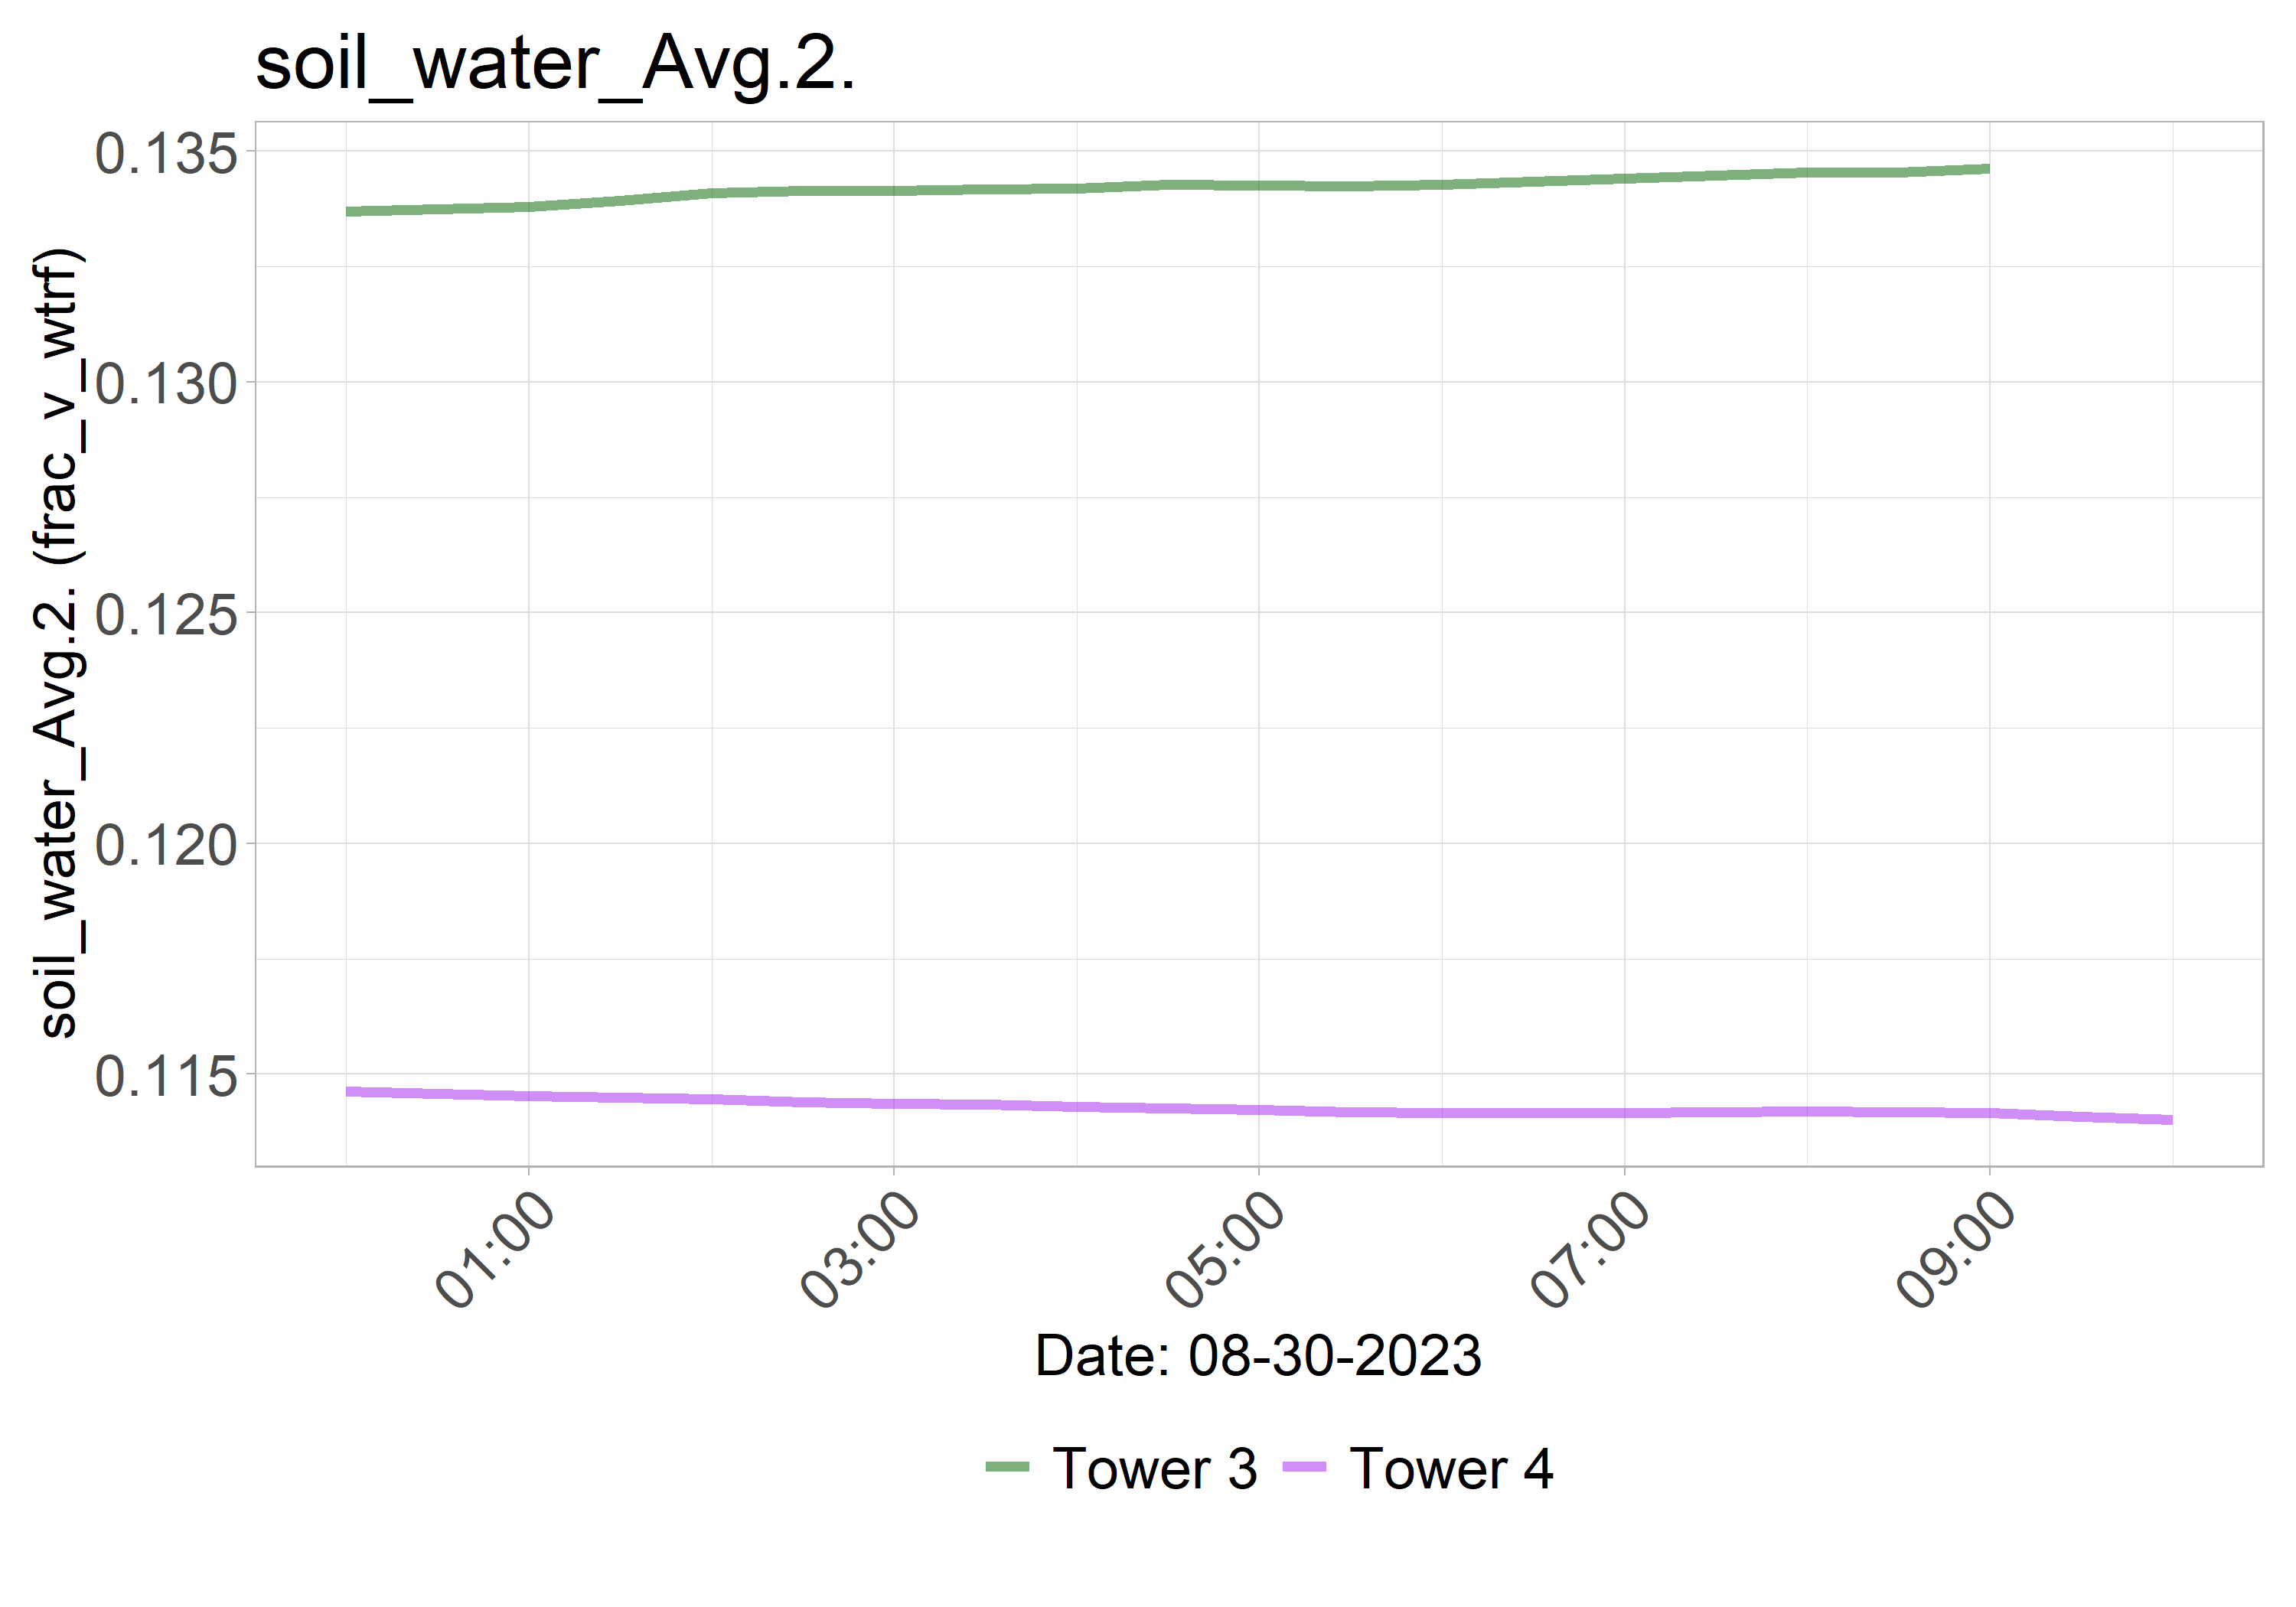 soil_water_Avg.2.
soil_water_Avg.2. (frac_v_wtrf)
0.135
0.130
0.125
0.120
0.115
01:00
03:00
05:00
07:00
09:00
Date: 08-30-2023
Tower 3
Tower 4